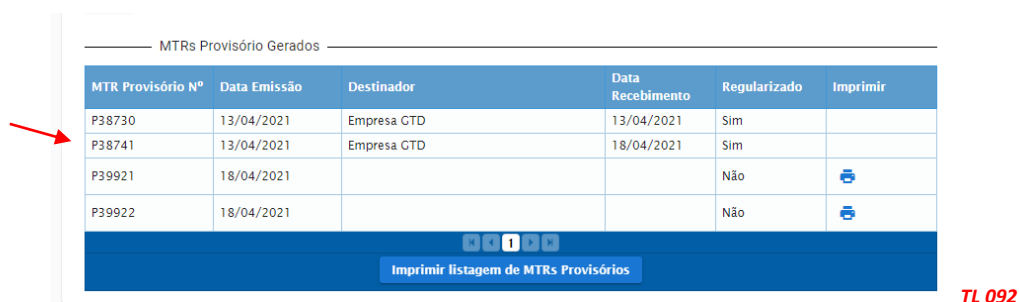 MTRs Provisório Gerados
MTR Provisório Nº Data Emissão Destinador Data Recebimento Regularizado Imprimir
P38730 13/04/2021 Empresa GTD 13/04/2021 Sim
P38741 13/04/2021 Empresa GTD 18/04/2021 Sim
P39921 18/04/2021 Não
P39922 18/04/2021 Não
1
Imprimir listagem de MTRs Provisórios
TL 092